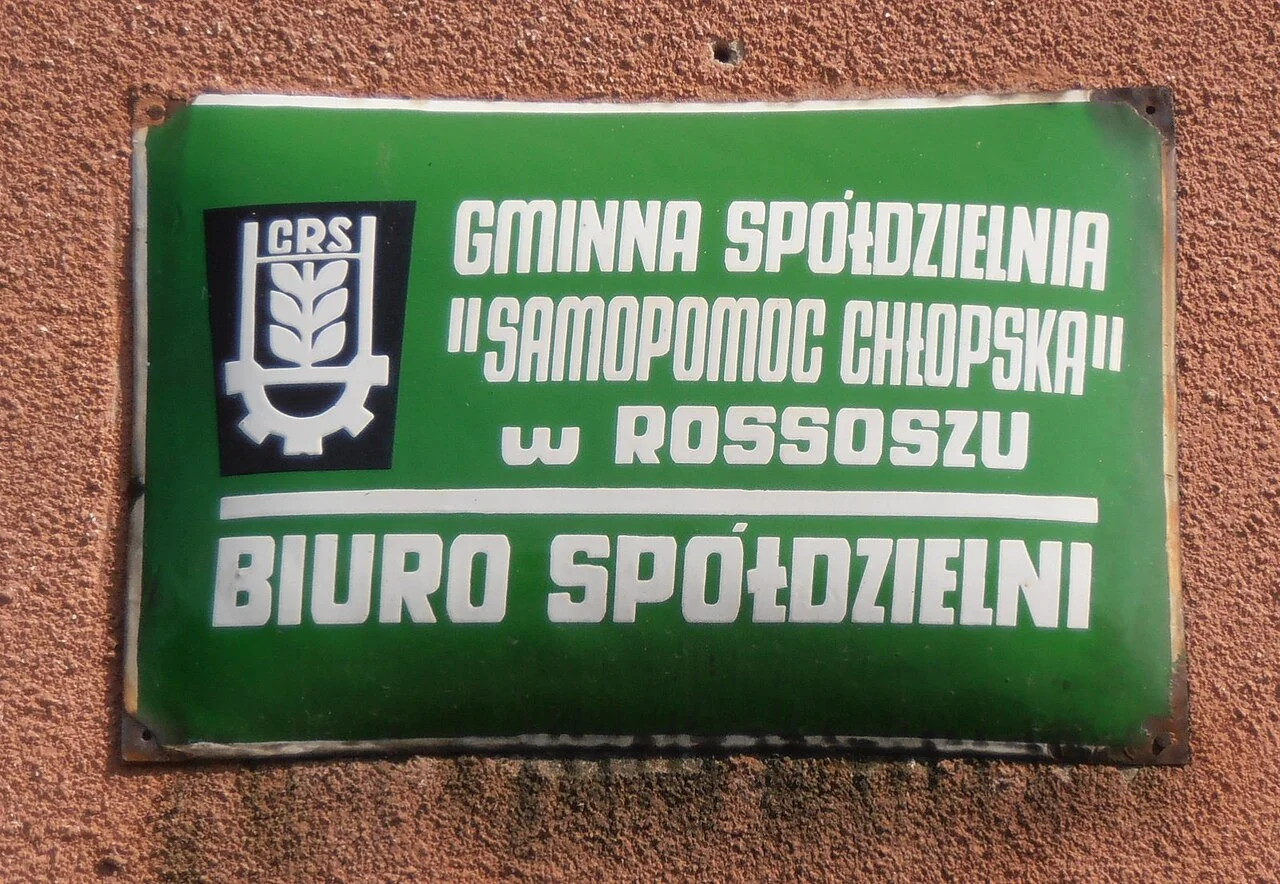 CRS
GMINNA SPÓŁDZIELNIA
"SAMOPOMOC CHŁOPSKA"
w ROSSOSZU
BIURO SPÓŁDZIELNI